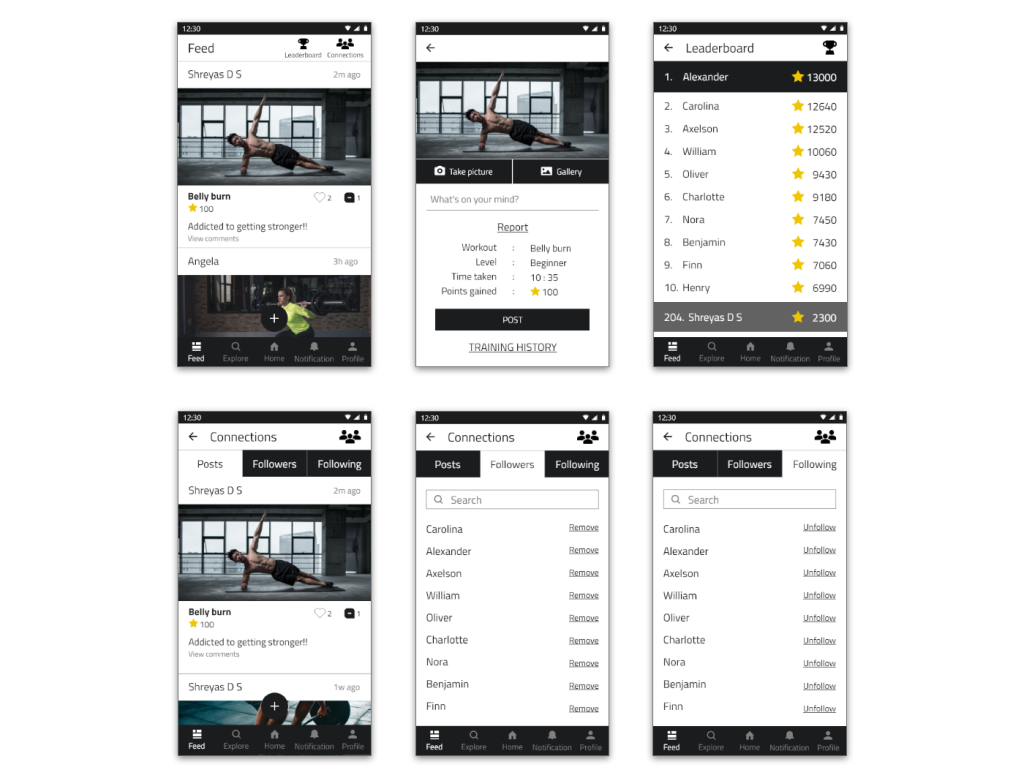 12:30
Feed
Leaderboard Connections
Shreyas D S 2m ago
Belly burn 2 1
100
Addicted to getting stronger!!
View comments
Angela 3h ago
+
Feed Explore Home Notification Profile
12:30
Take picture Gallery
What's on your mind?
Report
Workout : Belly burn
Level : Beginner
Time taken : 10 : 35
Points gained : 100
POST
TRAINING HISTORY
12:30
Leaderboard
1. Alexander 13000
2. Carolina 12640
3. Axelson 12520
4. William 10060
5. Oliver 9430
6. Charlotte 9180
7. Nora 7450
8. Benjamin 7430
9. Finn 7060
10. Henry 6990
204. Shreyas D S 2300
Feed Explore Home Notification Profile
12:30
Connections
Posts Followers Following
Shreyas D S 2m ago
Belly burn 2 1
100
Addicted to getting stronger!!
View comments
Shreyas D S 1w ago
+
Feed Explore Home Notification Profile
12:30
Connections
Posts Followers Following
Search
Carolina Remove
Alexander Remove
Axelson Remove
William Remove
Oliver Remove
Charlotte Remove
Nora Remove
Benjamin Remove
Finn Remove
Feed Explore Home Notification Profile
12:30
Connections
Posts Followers Following
Search
Carolina Unfollow
Alexander Unfollow
Axelson Unfollow
William Unfollow
Oliver Unfollow
Charlotte Unfollow
Nora Unfollow
Benjamin Unfollow
Finn Unfollow
Feed Explore Home Notification Profile